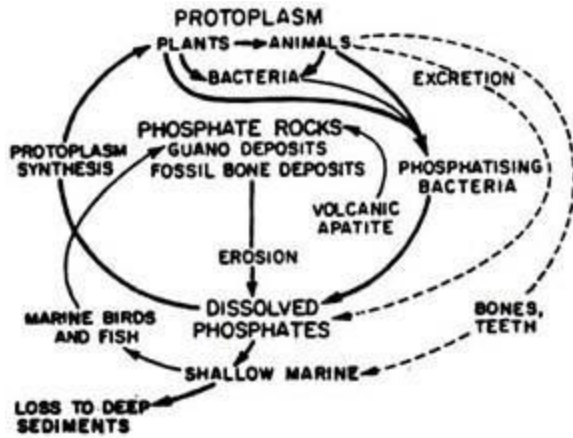 PROTOPLASM
PLANTS ANIMALS
BACTERIA
EXCRETION
PHOSPHATE ROCKS
GUANO DEPOSITS
FOSSIL BONE DEPOSITS
PROTOPLASM
SYNTHESIS
PHOSPHATISING
BACTERIA
VOLCANIC
APATITE
EROSION
DISSOLVED
PHOSPHATES
BONES,
TEETH
MARINE BIRDS
AND FISH
SHALLOW MARINE
LOSS TO DEEP
SEDIMENTS